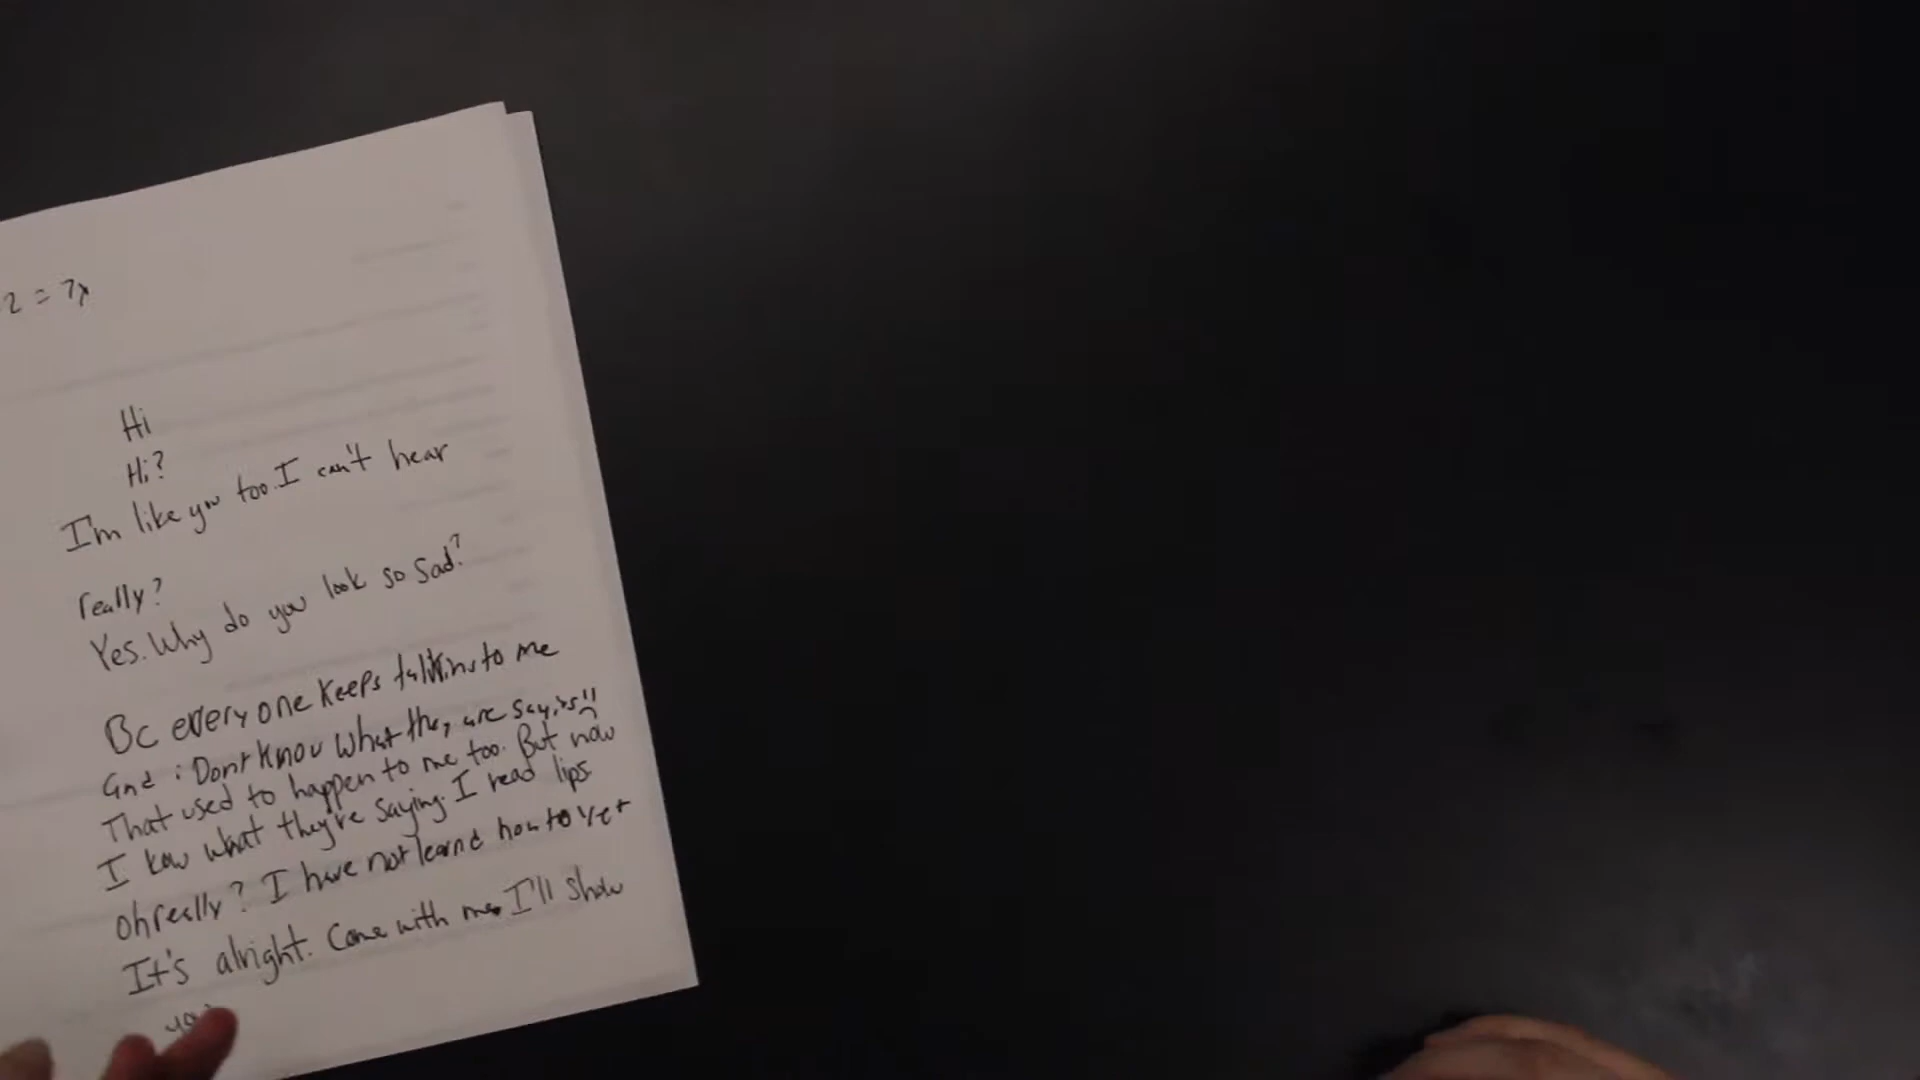 2 = 7x
Hi
Hi?
I'm like you too. I can't hear
really?
Yes. Why do you look so sad?
Bc everyone keeps talking to me
and i Dont know what they are saying!!
That used to happen to me too. But now
I kow what they're saying. I read lips.
oh really? I have not learnd how to yet
It's alright. Come with me. I'll show